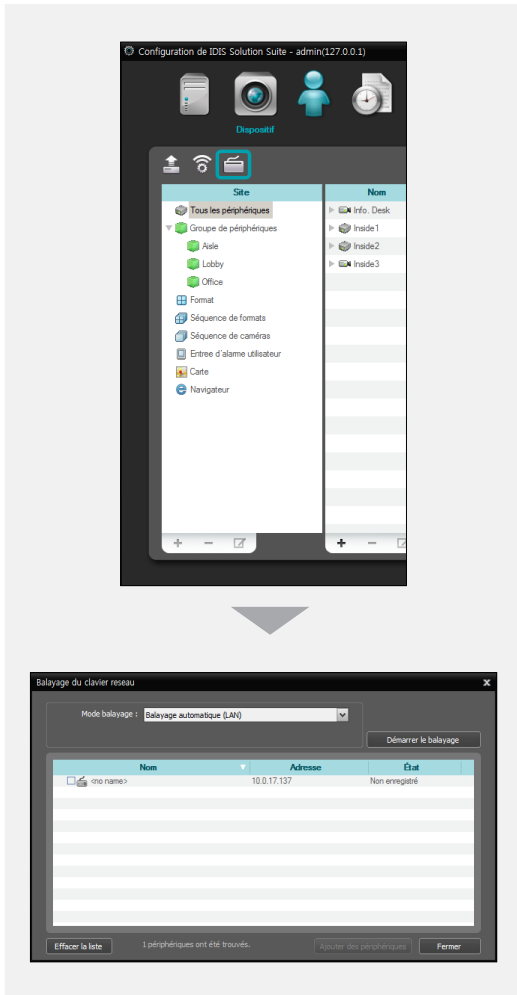 Configuration de IDIS Solution Suite - admin(127.0.0.1)
Dispositif
Site
Nom
Tous les périphériques
Info. Desk
Groupe de périphériques
Inside1
Aisle
Inside2
Lobby
Inside3
Office
Format
Séquence de formats
Séquence de caméras
Entree d'alarme utilisateur
Carte
Navigateur
Balayage du clavier reseau
Mode balayage : Balayage automatique (LAN)
Démarrer le balayage
Nom Adresse État
<no name> 10.0.17.137 Non enregistré
Effacer la liste 1 périphériques ont été trouvés. Ajouter des périphériques Fermer